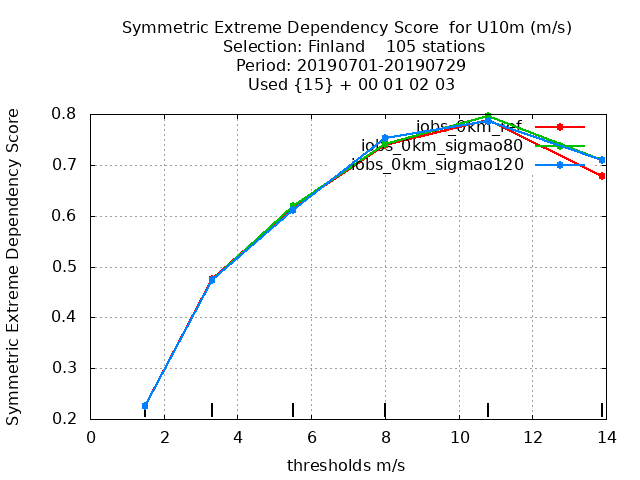 Symmetric Extreme Dependency Score  for U10m (m/s)
Selection: Finland    105 stations
Period: 20190701-20190729
Used {15} + 00 01 02 03
Symmetric Extreme Dependency Score
0.8
0.7
0.6
0.5
0.4
0.3
0.2
iobs_0km_ref
iobs_0km_sigmao80
iobs_0km_sigmao120
0 2 4 6 8 10 12 14
thresholds m/s